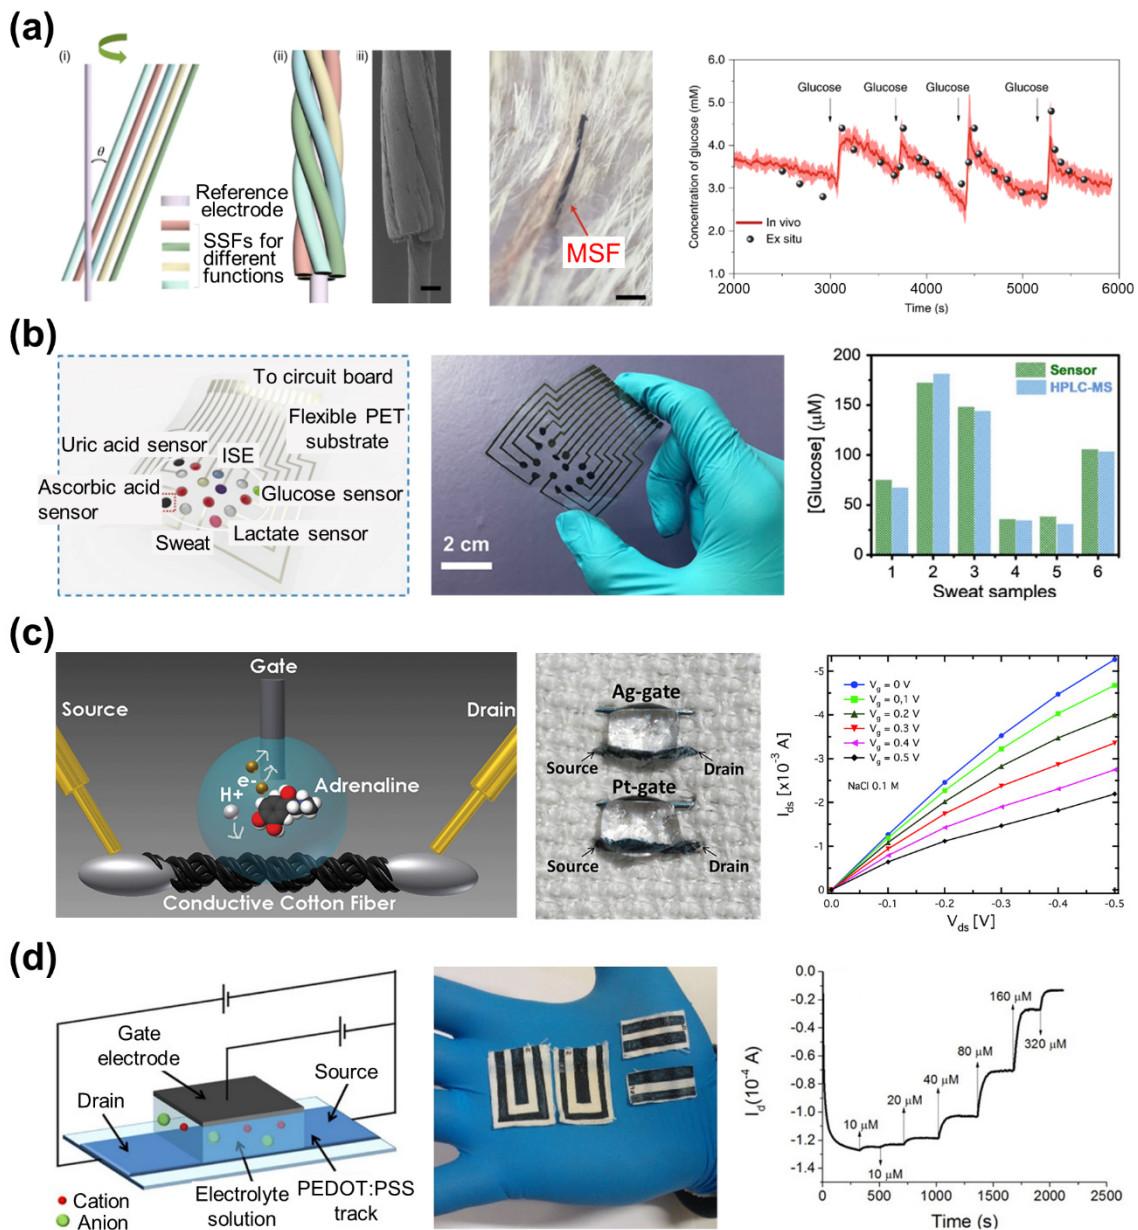 (a)
(i)
θ
Reference
electrode
SSFs for
different
functions
(ii)
iii)
MSF
Concentration of glucose (mM)
6.0
5.0
4.0
3.0
2.0
1.0
Glucose
Glucose
Glucose
Glucose
In vivo
Ex situ
2000
3000
4000
5000
6000
Time (s)
(b)
To circuit board
Flexible PET
substrate
Uric acid sensor
ISE
Ascorbic acid
sensor
Glucose sensor
Lactate sensor
Sweat
2 cm
[Glucose] (μM)
200
150
100
50
0
Sensor
HPLC-MS
1
2
3
4
5
6
Sweat samples
(c)
Gate
Source
Drain
e-
H+
Adrenaline
Conductive Cotton Fiber
Ag-gate
Source
Drain
Pt-gate
Source
Drain
Ids [x10⁻³ A]
-5
-4
-3
-2
-1
0
Vg = 0 V
Vg = 0,1 V
Vg = 0.2 V
Vg = 0.3 V
Vg = 0.4 V
Vg = 0.5 V
NaCl 0.1 M
0.0
-0.1
-0.2
-0.3
-0.4
-0.5
Vds [V]
(d)
Gate
electrode
Source
Drain
Cation
Anion
Electrolyte
solution
PEDOT:PSS
track
Id(10⁻⁴ A)
0.0
-0.2
-0.4
-0.6
-0.8
-1.0
-1.2
-1.4
10 μM
10 μM
20 μM
40 μM
80 μM
160 μM
320 μM
0
500
1000
1500
2000
2500
Time (s)